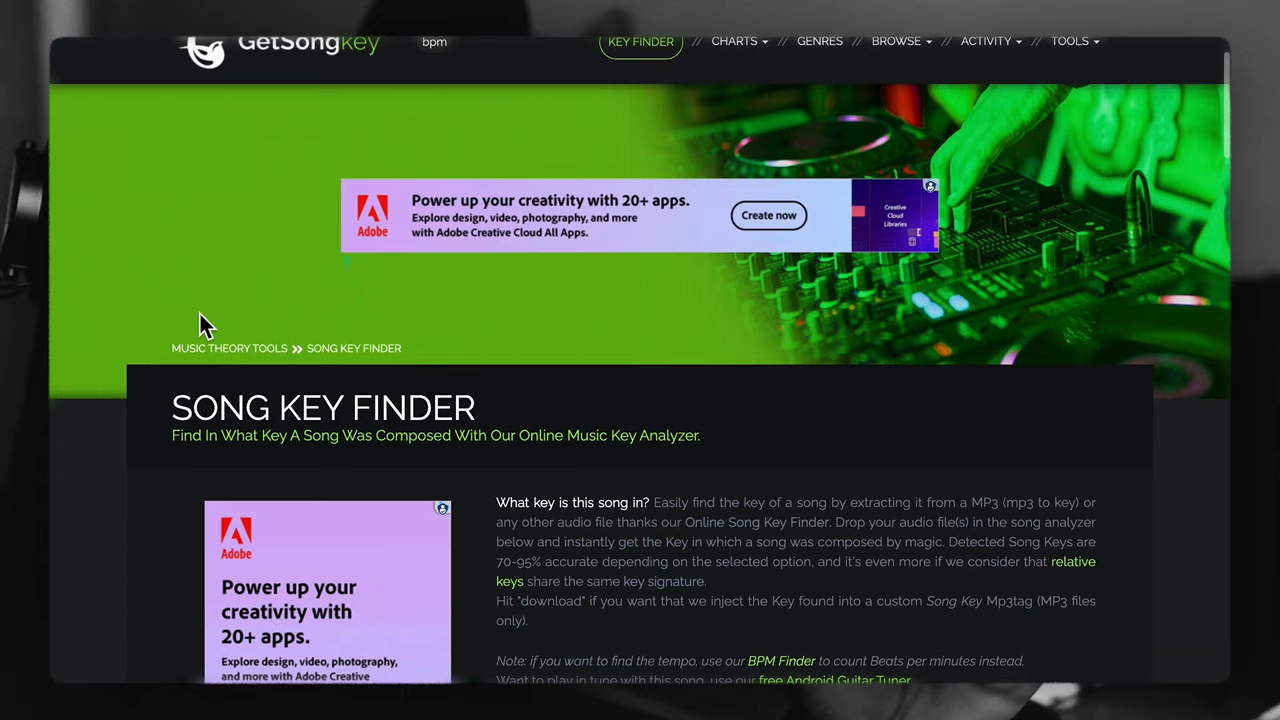 GetSongkey
bpm
KEY FINDER // CHARTS // GENRES // BROWSE // ACTIVITY // TOOLS
Adobe
Power up your creativity with 20+ apps.
Explore design, video, photography, and more
with Adobe Creative Cloud All Apps.
Create now
Creative
Cloud
Libraries
MUSIC THEORY TOOLS » SONG KEY FINDER
SONG KEY FINDER
Find In What Key A Song Was Composed With Our Online Music Key Analyzer.
Adobe
Power up your
creativity with
20+ apps.
Explore design, video, photography,
and more with Adobe Creative
What key is this song in? Easily find the key of a song by extracting it from a MP3 (mp3 to key) or
any other audio file thanks our Online Song Key Finder. Drop your audio file(s) in the song analyzer
below and instantly get the Key in which a song was composed by magic. Detected Song Keys are
70-95% accurate depending on the selected option, and it's even more if we consider that relative
keys share the same key signature.
Hit "download" if you want that we inject the Key found into a custom Song Key Mp3tag (MP3 files
only).
Note: if you want to find the tempo, use our BPM Finder to count Beats per minutes instead.
Want to play in tune with this song, use our free Android Guitar Tuner.